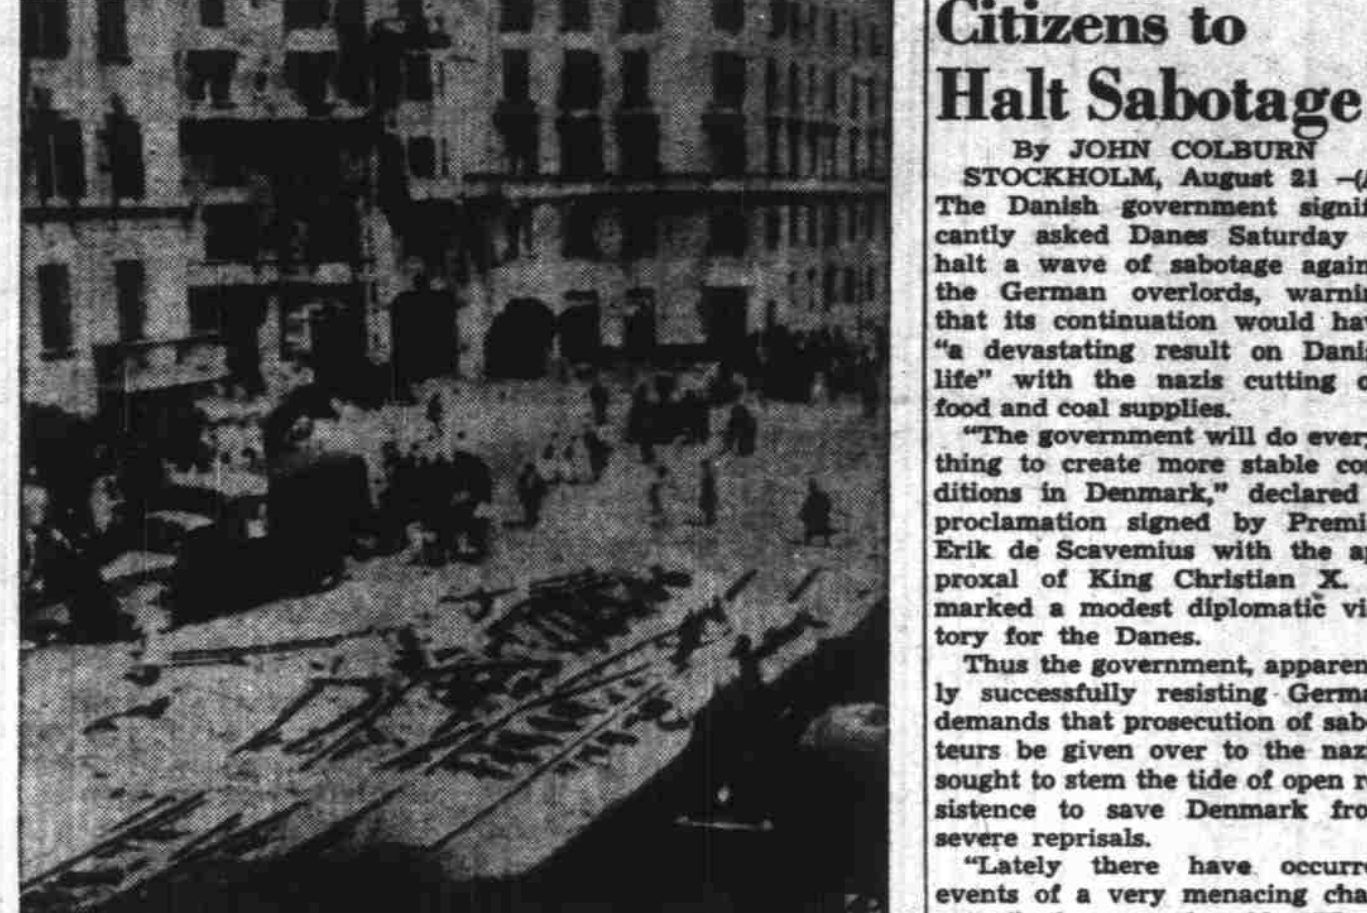 Citizens to
Halt Sabotage
By JOHN COLBURN
STOCKHOLM, August 21 —(
The Danish government signif
cantly asked Danes Saturday
halt a wave of sabotage again
the German overlords, warni
that its continuation would ha
“a devastating result on Dani
life” with the nazis cutting o
food and coal supplies.
“The government will do ever
thing to create more stable co
ditions in Denmark,” declared
proclamation signed by Premi
Erik de Scavemius with the a
proxal of King Christian X.
marked a modest diplomatic vi
tory for the Danes.
Thus the government, apparen
ly successfully resisting Germ
demands that prosecution of sab
teurs be given over to the naz
sought to stem the tide of open r
sistence to save Denmark fro
severe reprisals.
“Lately there have occurr
events of a very menacing cha